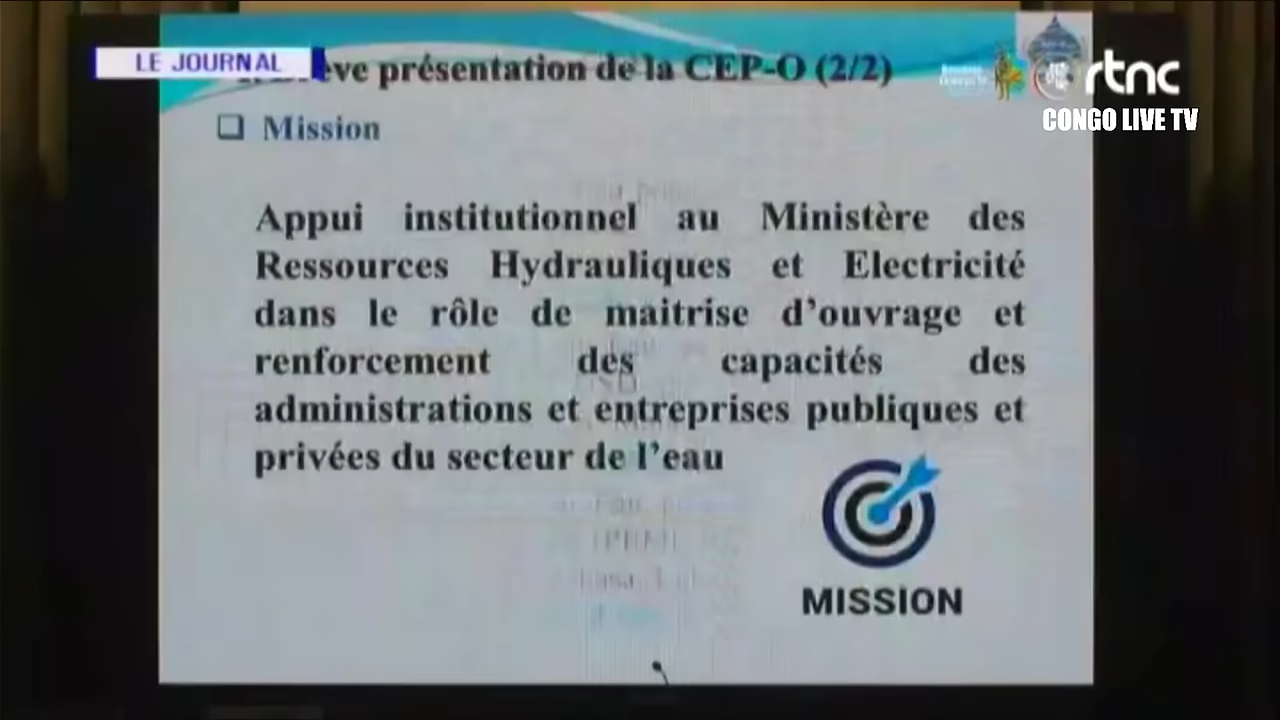 LE JOURNAL
ève présentation de la CEP-O (2/2)
rtnc
CONGO LIVE TV
❑ Mission
Appui institutionnel au Ministère des
Ressources Hydrauliques et Electricité
dans le rôle de maitrise d’ouvrage et
renforcement des capacités des
administrations et entreprises publiques et
privées du secteur de l’eau
MISSION